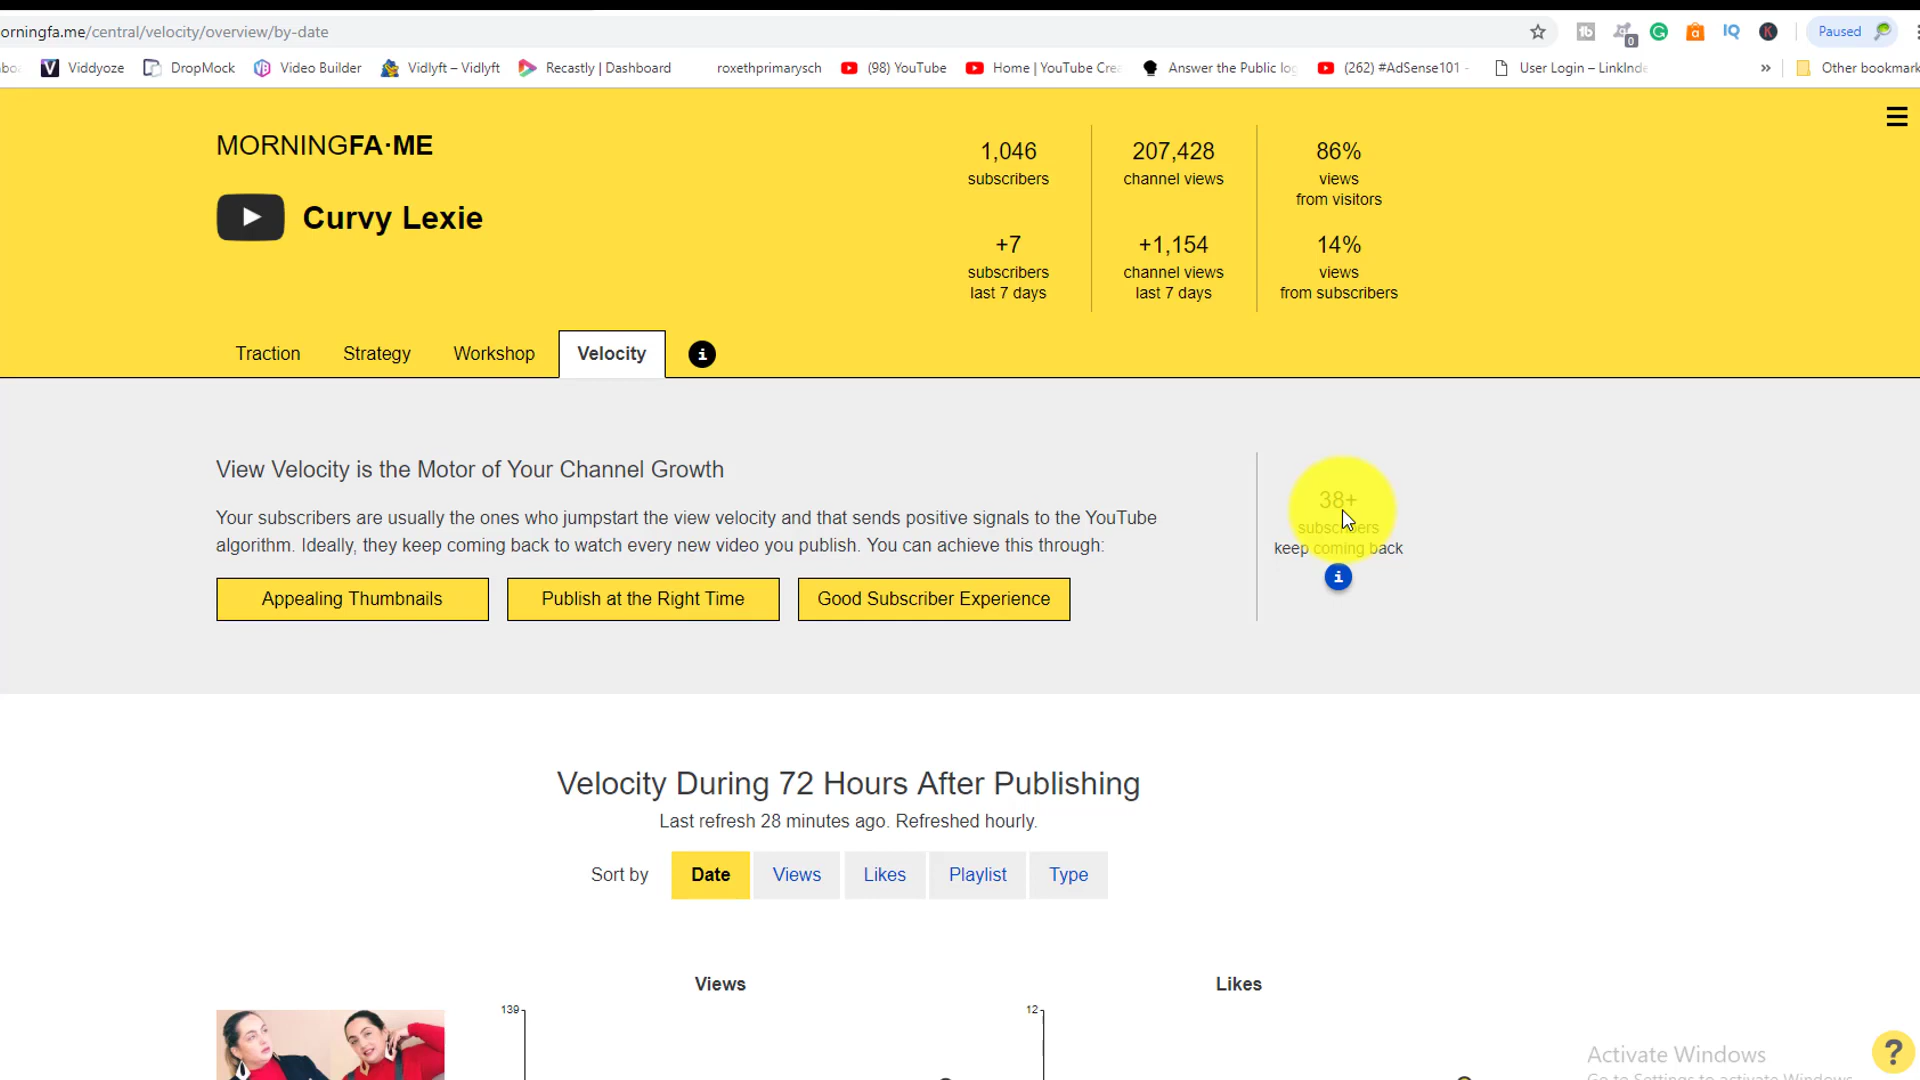 orningfa.me/central/velocity/overview/by-date
Paused
Viddyoze
DropMock
Video Builder
Vidlyft – Vidlyft
Recastly | Dashboard
roxethprimarysch
(98) YouTube
Home | YouTube Cre
Answer the Public lo
(262) #AdSense101 -
User Login – LinkInde
»
Other bookmark
MORNINGFA·ME
Curvy Lexie
1,046
subscribers
207,428
channel views
86%
views
from visitors
+7
subscribers
last 7 days
+1,154
channel views
last 7 days
14%
views
from subscribers
Traction
Strategy
Workshop
Velocity
i
View Velocity is the Motor of Your Channel Growth
Your subscribers are usually the ones who jumpstart the view velocity and that sends positive signals to the YouTube
algorithm. Ideally, they keep coming back to watch every new video you publish. You can achieve this through:
Appealing Thumbnails
Publish at the Right Time
Good Subscriber Experience
38+
subscribers
keep coming back
i
Velocity During 72 Hours After Publishing
Last refresh 28 minutes ago. Refreshed hourly.
Sort by
Date
Views
Likes
Playlist
Type
Views
Likes
139
12
Activate Windows
Go to Settings to activate Windows.
?